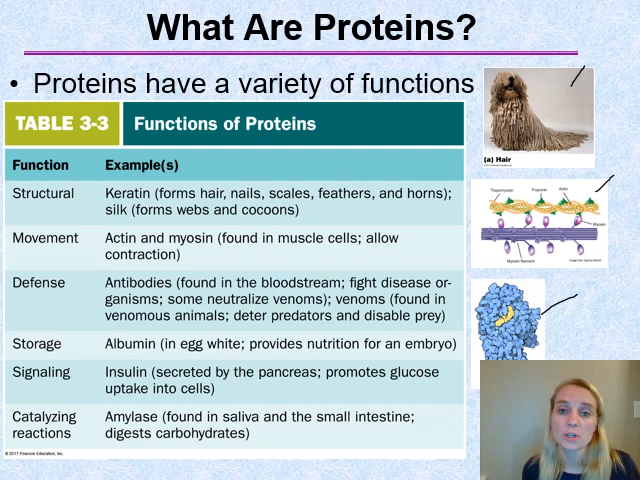 What Are Proteins?
• Proteins have a variety of functions
TABLE 3-3 Functions of Proteins
Function Example(s)
Structural Keratin (forms hair, nails, scales, feathers, and horns);
silk (forms webs and cocoons)
Movement Actin and myosin (found in muscle cells; allow
contraction)
Defense Antibodies (found in the bloodstream; fight disease or-
ganisms; some neutralize venoms); venoms (found in
venomous animals; deter predators and disable prey)
Storage Albumin (in egg white; provides nutrition for an embryo)
Signaling Insulin (secreted by the pancreas; promotes glucose
uptake into cells)
Catalyzing Amylase (found in saliva and the small intestine;
reactions digests carbohydrates)
© 2017 Pearson Education, Inc.
(a) Hair
Tropomyosin Troponin Actin
Myosin
Myosin filament